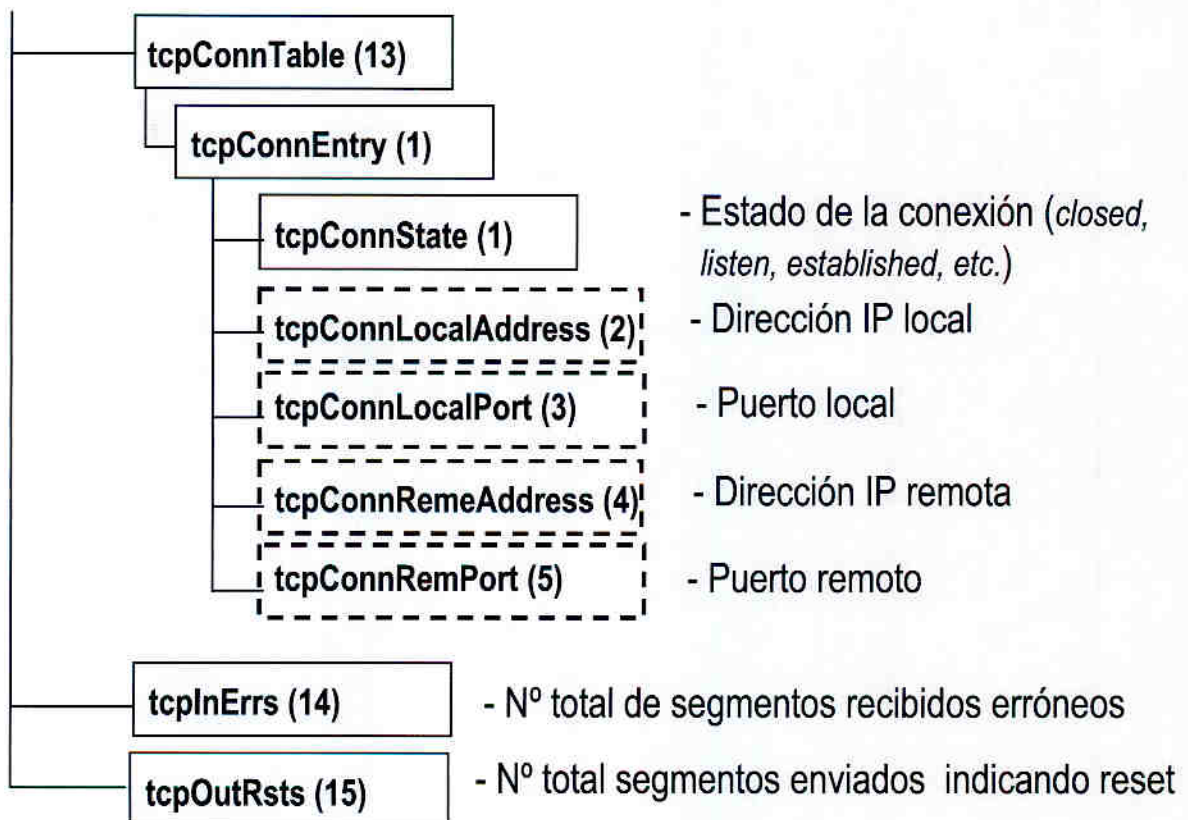 tcpConnTable (13)
tcpConnEntry (1)
tcpConnState (1)
- Estado de la conexión (closed,
listen, established, etc.)
tcpConnLocalAddress (2)
- Dirección IP local
tcpConnLocalPort (3)
- Puerto local
tcpConnRemeAddress (4)
- Dirección IP remota
tcpConnRemPort (5)
- Puerto remoto
tcpInErrs (14)
- Nº total de segmentos recibidos erróneos
tcpOutRsts (15)
- Nº total segmentos enviados indicando reset